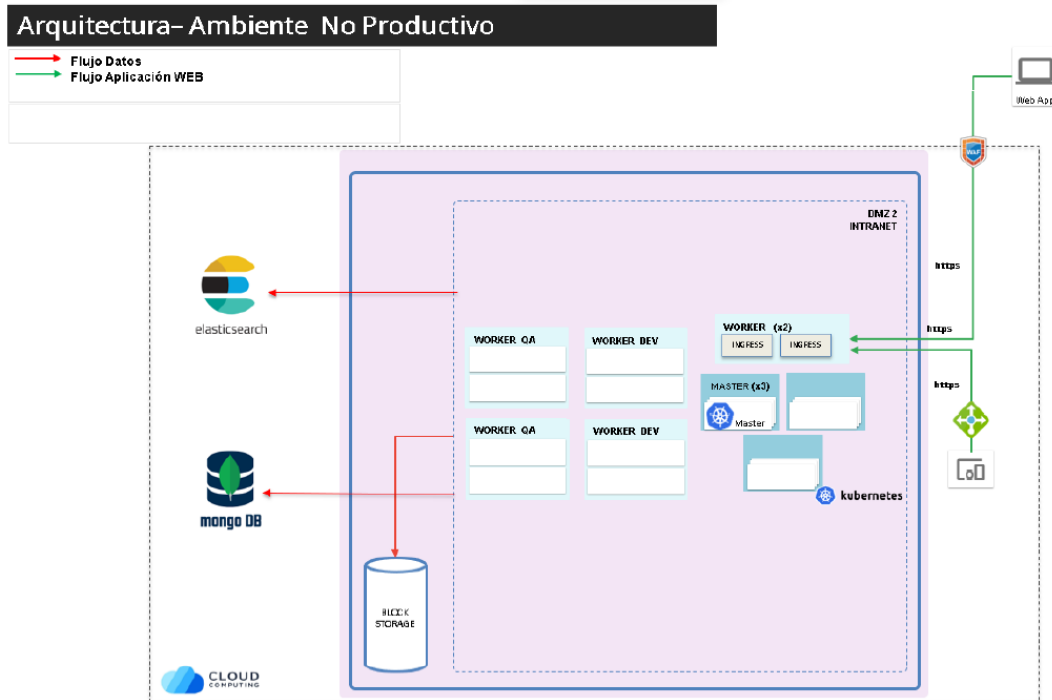 Arquitectura– Ambiente No Productivo
Flujo Datos
Flujo Aplicación WEB
Web App
WAF
DMZ 2
INTRANET
https
elasticsearch
WORKER (x2)
https
INGRESS
INGRESS
WORKER QA
WORKER DEV
https
MASTER (x3)
Master
WORKER QA
WORKER DEV
kubernetes
mongo DB
BLOCK
STORAGE
CLOUD
COMPUTING